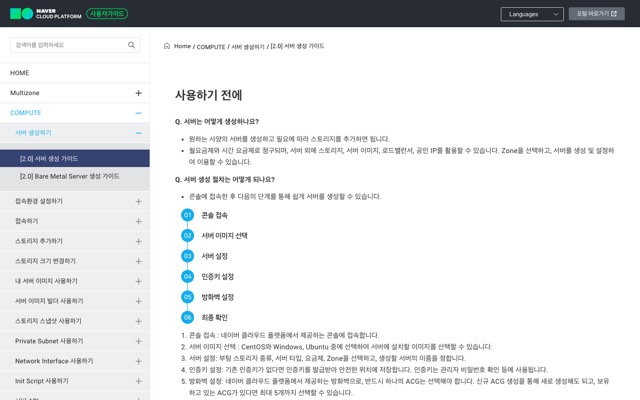 NAVER
CLOUD PLATFORM
사용자가이드
Languages
포털 바로가기
검색어를 입력하세요
HOME
Multizone
COMPUTE
서버 생성하기
[2.0] 서버 생성 가이드
[2.0] Bare Metal Server 생성 가이드
접속환경 설정하기
접속하기
스토리지 추가하기
스토리지 크기 변경하기
내 서버 이미지 사용하기
서버 이미지 빌더 사용하기
스토리지 스냅샷 사용하기
Private Subnet 사용하기
Network Interface 사용하기
Init Script 사용하기
Home / COMPUTE / 서버 생성하기 / [2.0] 서버 생성 가이드
사용하기 전에
Q. 서버는 어떻게 생성하나요?
• 원하는 사양의 서버를 생성하고 필요에 따라 스토리지를 추가하면 됩니다.
• 월요금제와 시간 요금제로 청구되며, 서버 외에 스토리지, 서버 이미지, 로드밸런서, 공인 IP를 활용할 수 있습니다. Zone을 선택하고, 서버를 생성 및 설정하
여 이용할 수 있습니다.
Q. 서버 생성 절차는 어떻게 되나요?
• 콘솔에 접속한 후 다음의 단계를 통해 쉽게 서버를 생성할 수 있습니다.
01 콘솔 접속
02 서버 이미지 선택
03 서버 설정
04 인증키 설정
05 방화벽 설정
06 최종 확인
1. 콘솔 접속 : 네이버 클라우드 플랫폼에서 제공하는 콘솔에 접속합니다.
2. 서버 이미지 선택 : CentOS와 Windows, Ubuntu 중에 선택하여 서버에 설치할 이미지를 선택할 수 있습니다.
3. 서버 설정: 부팅 스토리지 종류, 서버 타입, 요금제, Zone을 선택하고, 생성할 서버의 이름을 정합니다.
4. 인증키 설정: 기존 인증키가 없다면 인증키를 발급받아 안전한 위치에 저장합니다. 인증키는 관리자 비밀번호 확인 등에 사용됩니다.
5. 방화벽 설정: 네이버 클라우드 플랫폼에서 제공하는 방화벽으로, 반드시 하나의 ACG는 선택해야 합니다. 신규 ACG 생성을 통해 새로 생성해도 되고, 보유
하고 있는 ACG가 있다면 최대 5개까지 선택할 수 있습니다.